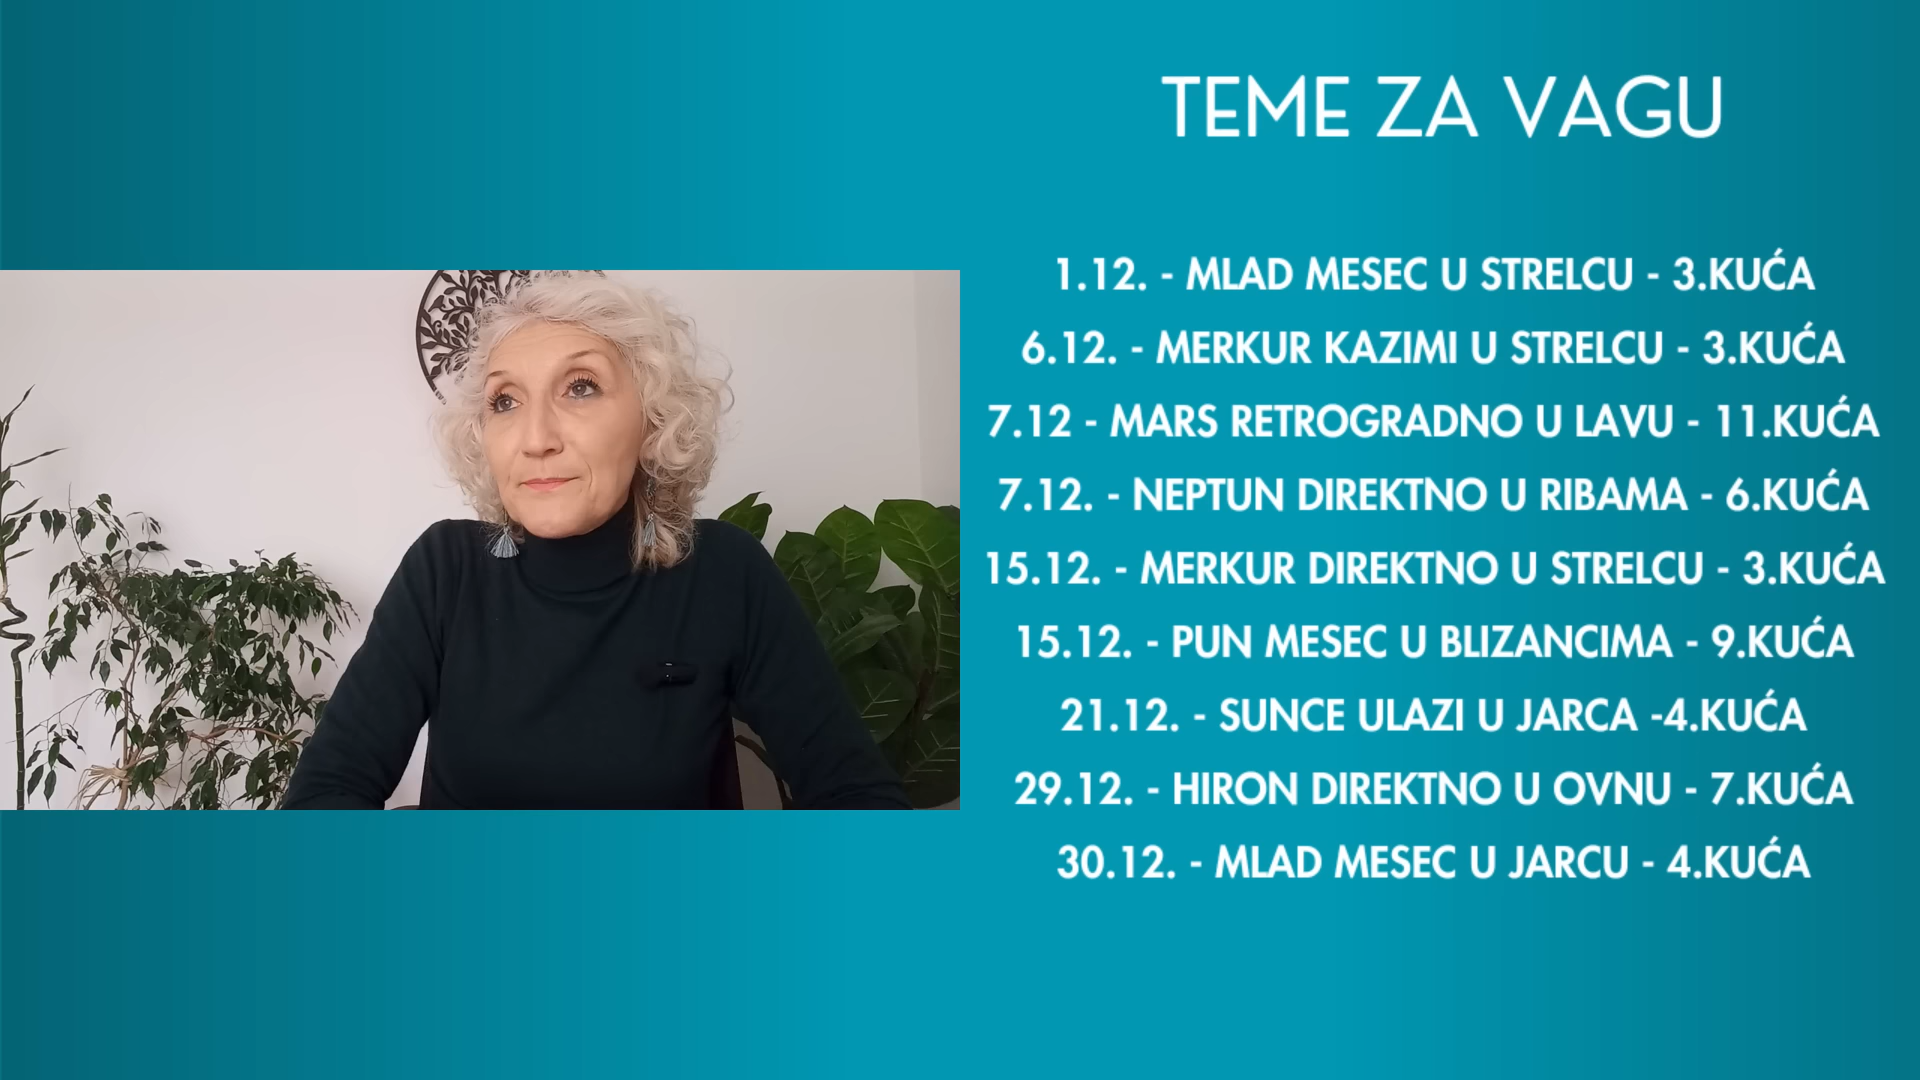 TEME ZA VAGU
1.12. - MLAD MESEC U STRELCU - 3.KUĆA
6.12. - MERKUR KAZIMI U STRELCU - 3.KUĆA
7.12 - MARS RETROGRADNO U LAVU - 11.KUĆA
7.12. - NEPTUN DIREKTNO U RIBAMA - 6.KUĆA
15.12. - MERKUR DIREKTNO U STRELCU - 3.KUĆA
15.12. - PUN MESEC U BLIZANCIMA - 9.KUĆA
21.12. - SUNCE ULAZI U JARCA -4.KUĆA
29.12. - HIRON DIREKTNO U OVNU - 7.KUĆA
30.12. - MLAD MESEC U JARCU - 4.KUĆA